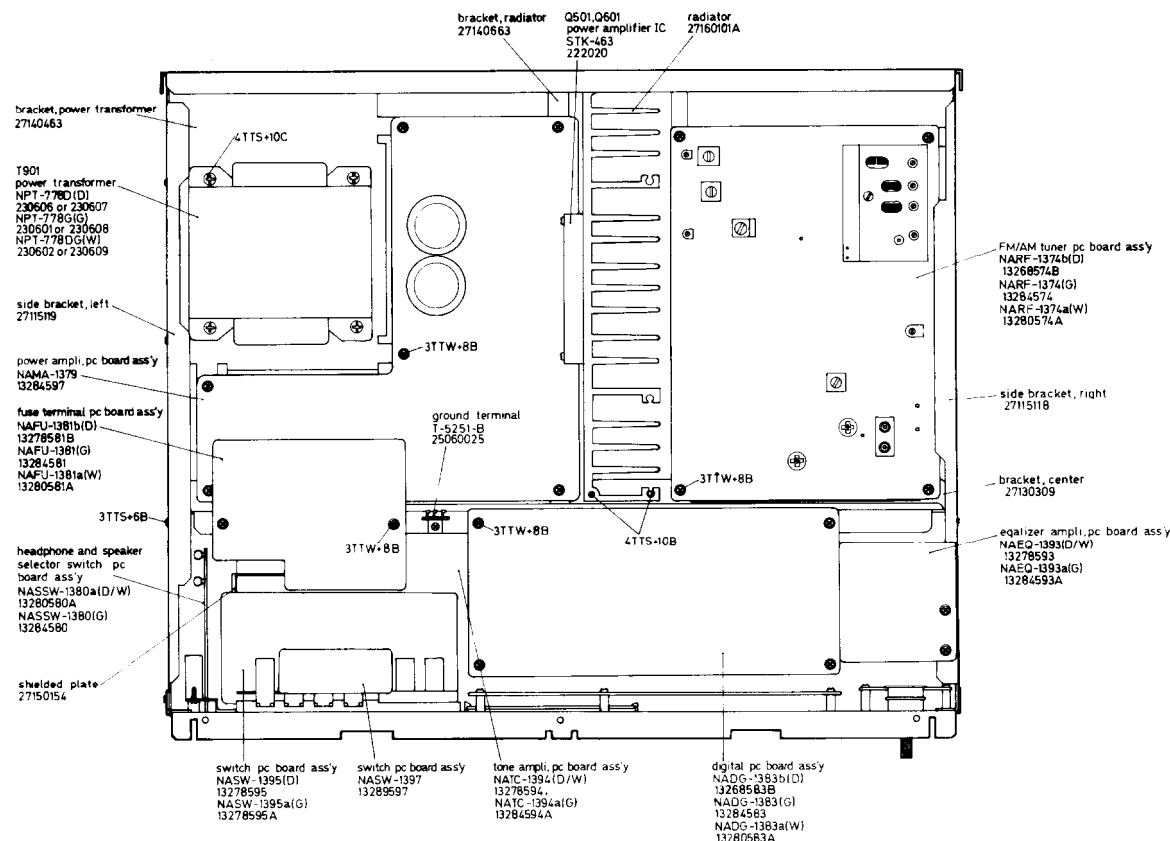 bracket, radiator
27140663
Q501,Q601
power amplifier IC
STK-463
222020
radiator
27160101A
bracket, power transformer
27140463
4TTS+10C
T901
power transformer
NPT-778D(D)
230606 or 230607
NPT-778G(G)
230601 or 230608
NPT-778DG(W)
230602 or 230609
side bracket, left
27115119
power ampli, pc board ass'y
NAMA-1379
13284597
fuse terminal pc board ass'y
NAFU-1381b(D)
13278581B
NAFU-1381(G)
13284581
NAFU-1381a(W)
13280581A
3TTS+6B
headphone and speaker
selector switch pc
board ass'y
NASSW-1380a(D/W)
13280580A
NASSW-1380(G)
13284580
shielded plate
27150154
3TTW+8B
ground terminal
T-5251-B
25060025
3TTW+8B
3TTW+8B
4TTS+10B
3TTW+8B
FM/AM tuner pc board ass'y
NARF-1374b(D)
13268574B
NARF-1374(G)
13284574
NARF-1374a(W)
13280574A
side bracket, right
27115118
bracket, center
27130309
eqalizer ampli, pc board ass'y
NAEQ-1393(D/W)
13278593
NAEQ-1393a(G)
13284593A
switch pc board ass'y
NASW-1395(D)
13278595
NASW-1395a(G)
13278595A
switch pc board ass'y
NASW-1397
13289597
tone ampli, pc board ass'y
NATC-1394(D/W)
13278594,
NATC-1394a(G)
13284594A
digital pc board ass'y
NADG-1383b(D)
13268583B
NADG-1383(G)
13284583
NADG-1383a(W)
13280583A